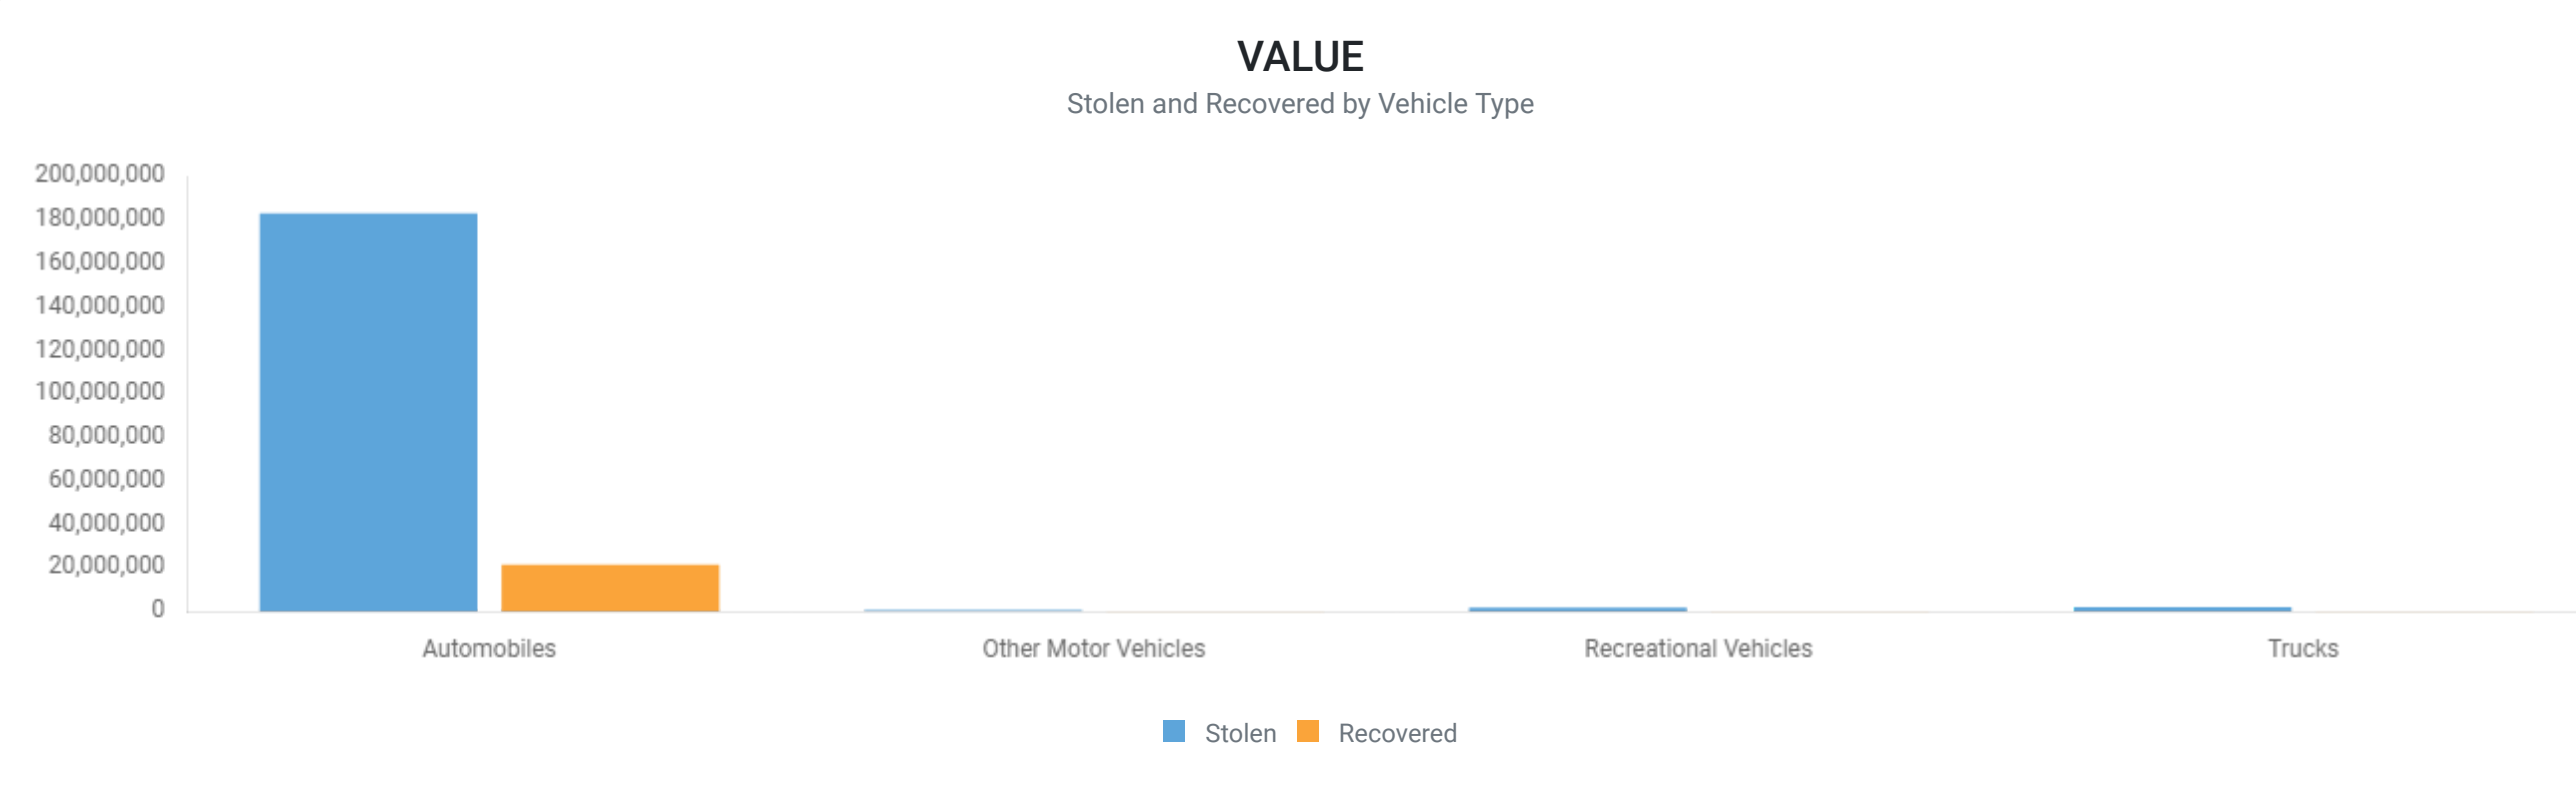 VALUE
Stolen and Recovered by Vehicle Type
200,000,000
180,000,000
160,000,000
140,000,000
120,000,000
100,000,000
80,000,000
60,000,000
40,000,000
20,000,000
0
Automobiles Other Motor Vehicles Recreational Vehicles Trucks
Stolen Recovered